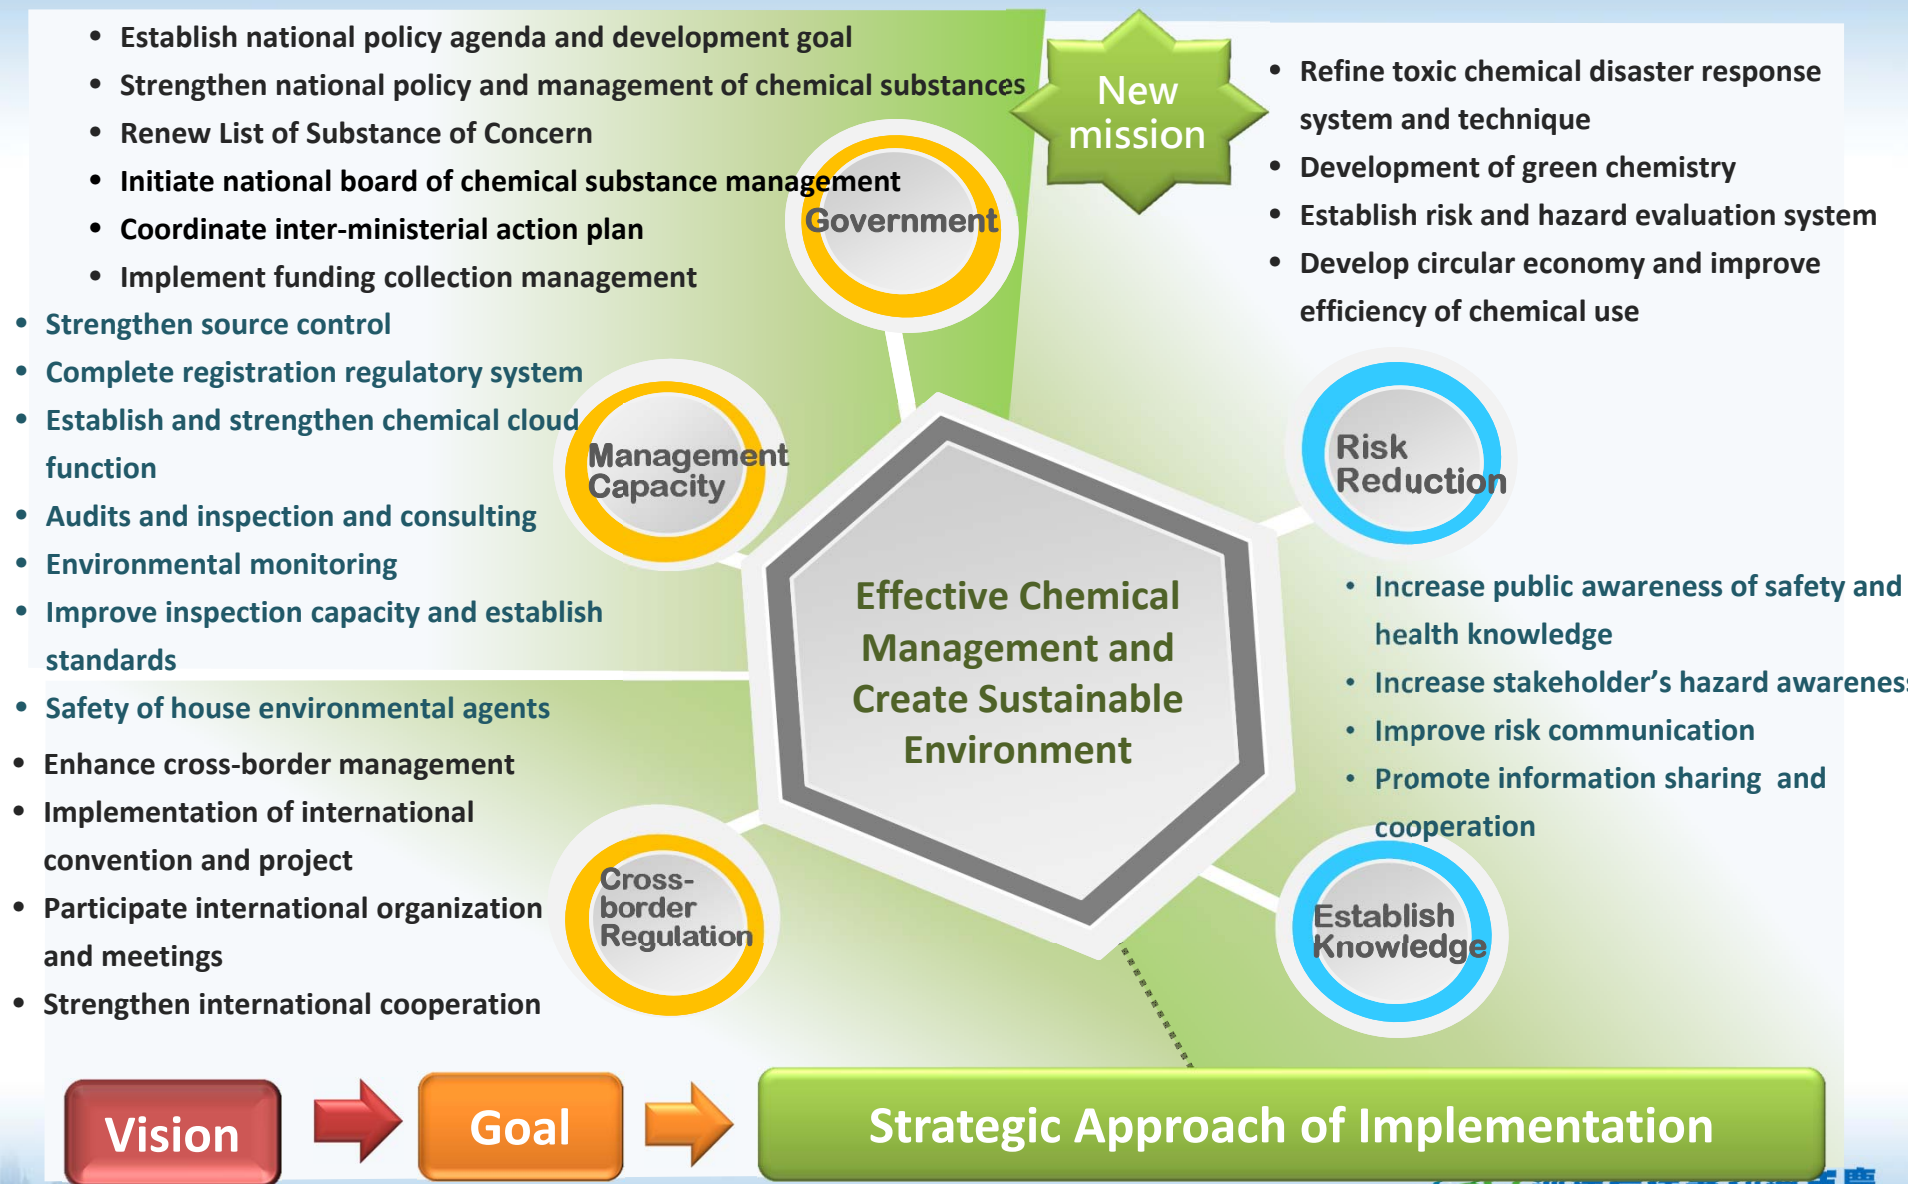 • Establish national policy agenda and development goal
• Strengthen national policy and management of chemical substances
• Renew List of Substance of Concern
• Initiate national board of chemical substance management
• Coordinate inter-ministerial action plan
• Implement funding collection management
Government
New
mission
• Refine toxic chemical disaster response
system and technique
• Development of green chemistry
• Establish risk and hazard evaluation system
• Develop circular economy and improve
efficiency of chemical use
• Strengthen source control
• Complete registration regulatory system
• Establish and strengthen chemical cloud
function
• Audits and inspection and consulting
• Environmental monitoring
• Improve inspection capacity and establish
standards
• Safety of house environmental agents
Management
Capacity
Risk
Reduction
Effective Chemical
Management and
Create Sustainable
Environment
• Increase public awareness of safety and
health knowledge
• Increase stakeholder's hazard awareness
• Improve risk communication
• Promote information sharing and
cooperation
• Enhance cross-border management
• Implementation of international
convention and project
• Participate international organization
and meetings
• Strengthen international cooperation
Cross-
border
Regulation
Establish
Knowledge
Vision
Goal
Strategic Approach of Implementation